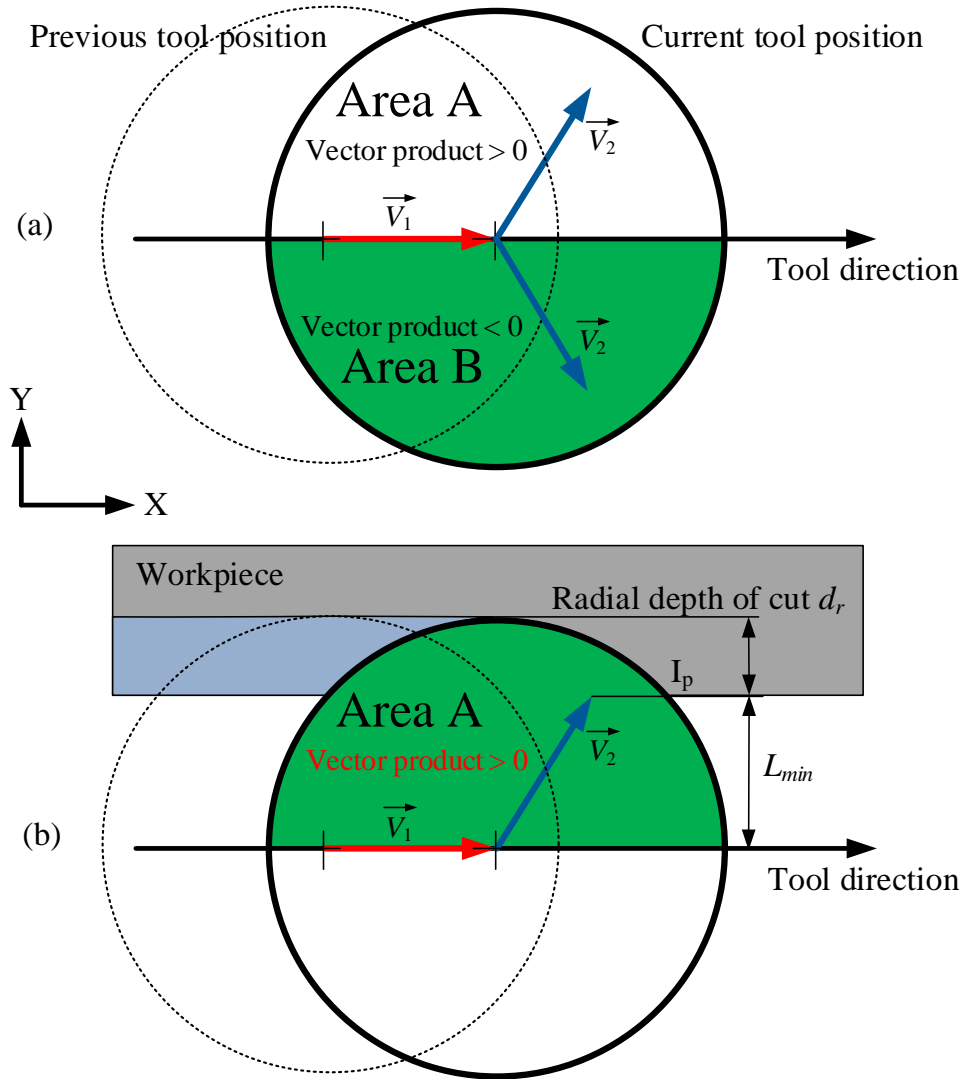 Previous tool position
Current tool position
Area A
Vector product > 0
V₂
(a)
V₁
Tool direction
Vector product < 0
V₂
Area B
Y
X
Workpiece
Radial depth of cut dᵣ
Iₚ
Area A
V₂
Vector product > 0
Lₘᵢₙ
V₁
(b)
Tool direction